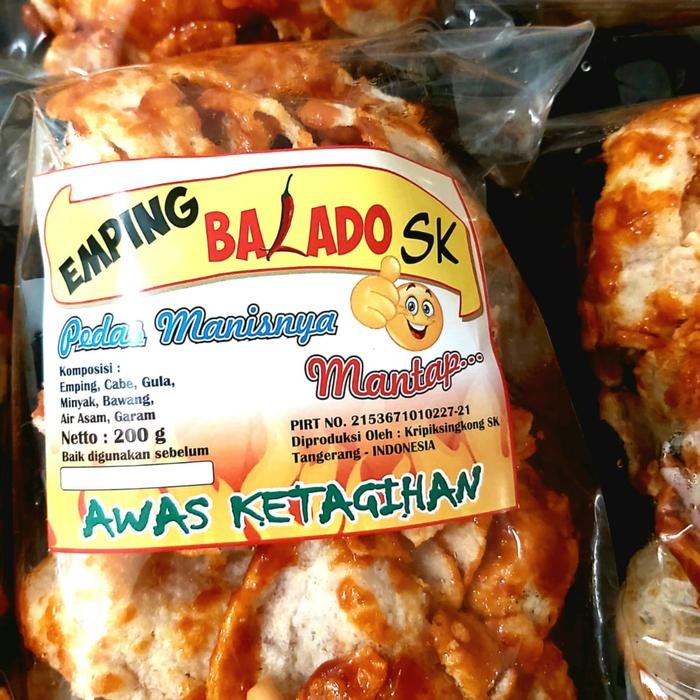 EMPING BALADO SK
Pedas Manisnya
Mantap...
Komposisi :
Emping, Cabe, Gula,
Minyak, Bawang,
Air Asam, Garam
Netto : 200 g
Baik digunakan sebelum
PIRT NO. 2153671010227-21
Diproduksi Oleh : Kripiksingkong SK
Tangerang - INDONESIA
AWAS KETAGIHAN